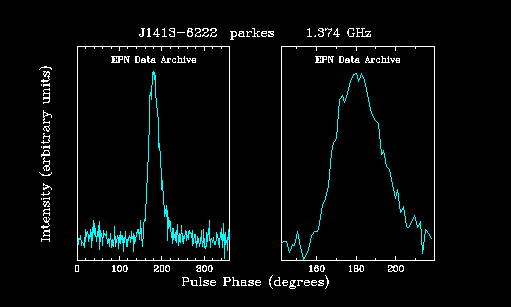 J1413-6222 parkes 1.374 GHz
EPN Data Archive EPN Data Archive
Intensity (arbitrary units)
0 100 200 300 160 180 200
Pulse Phase (degrees)